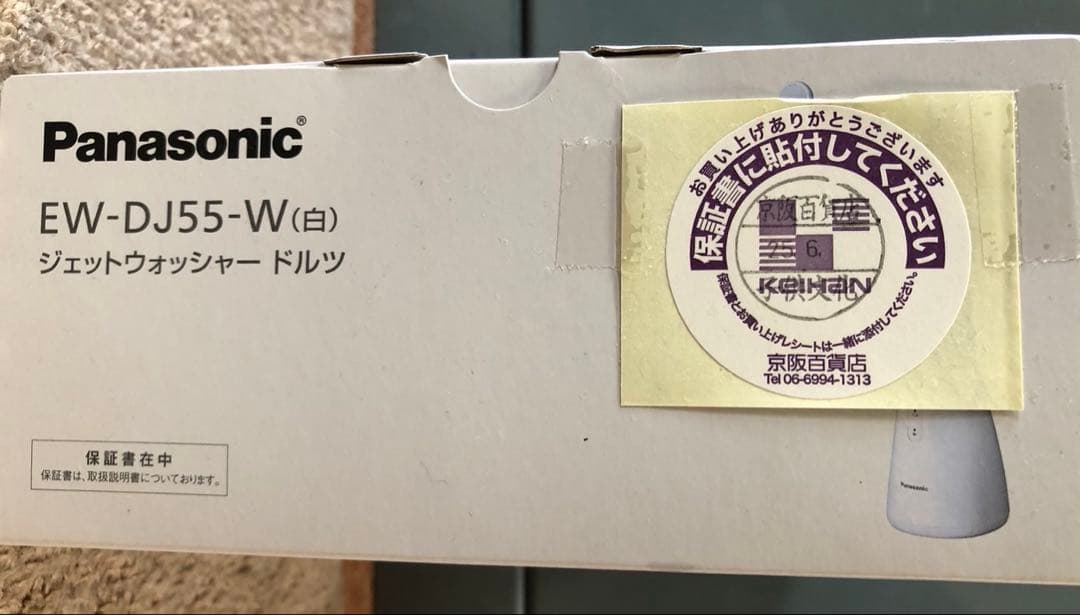 Panasonic®
EW-DJ55-W(白)
ジェットウォッシャー ドルツ
保証書在中
保証書は、取扱説明書についております。
お買い上げありがとうございます
保証書に貼付してください
京阪百貨店
6.
KEIHAN
子供文化
保証書とお買い上げレシートは一緒に添付してください。
京阪百貨店
Tel 06-6994-1313
Panasonic